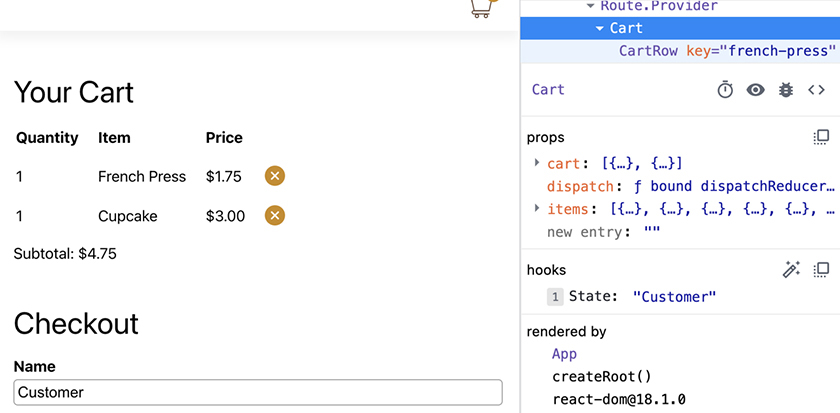 Your Cart
Quantity Item Price
1 French Press $1.75
1 Cupcake $3.00
Subtotal: $4.75
Checkout
Name
Customer
Route.Provider
Cart
CartRow key="french-press"
Cart
props
cart: [{…}, {…}]
dispatch: ƒ bound dispatchReducer…
items: [{…}, {…}, {…}, {…}, {…}, …
new entry: ""
hooks
1 State: "Customer"
rendered by
App
createRoot()
react-dom@18.1.0